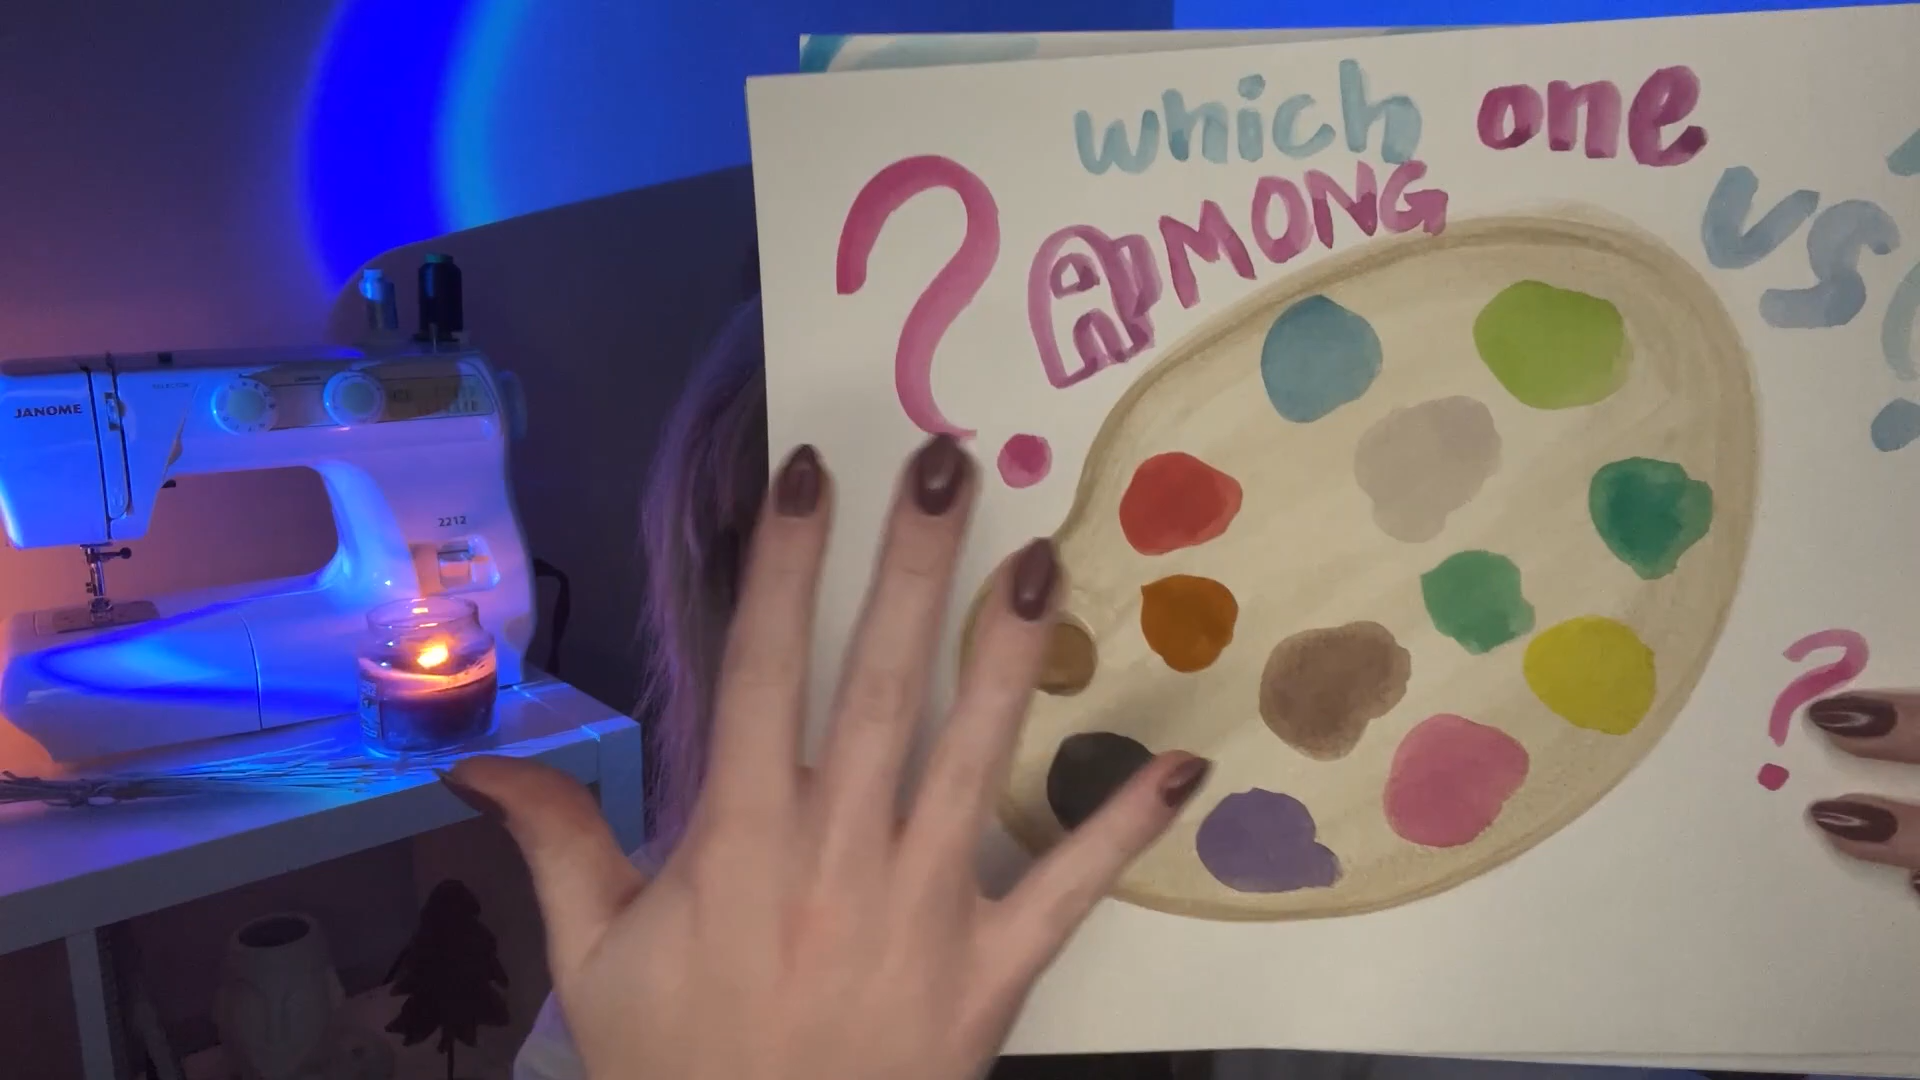 which one
AMONG
us
?
?
?
JANOME
2212